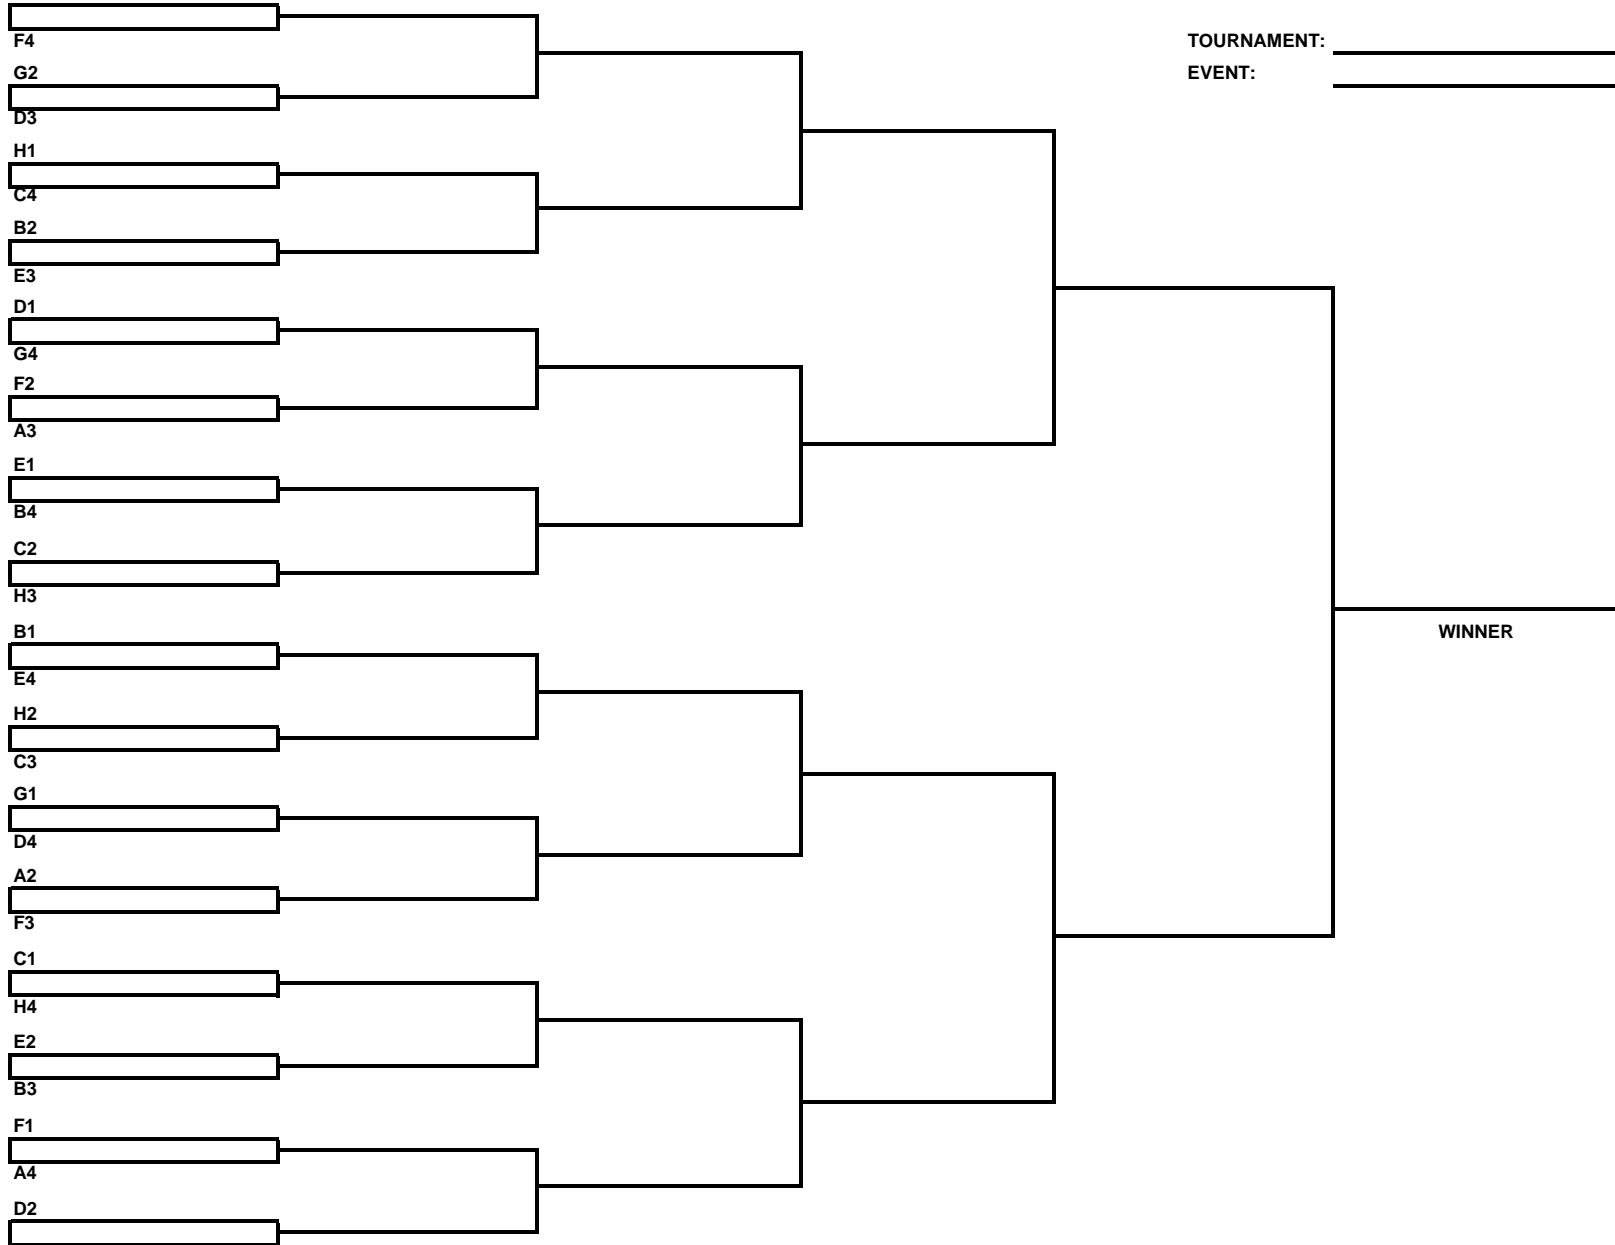 F4
TOURNAMENT:
G2
EVENT:
D3
H1
C4
B2
E3
D1
G4
F2
A3
E1
B4
C2
H3
B1
WINNER
E4
H2
C3
G1
D4
A2
F3
C1
H4
E2
B3
F1
A4
D2